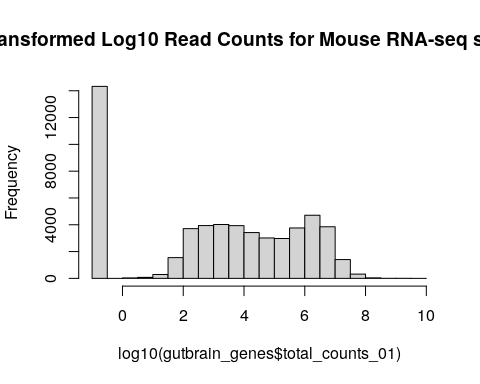 ansformed Log10 Read Counts for Mouse RNA-seq s
Frequency
12000
8000
4000
0
0 2 4 6 8 10
log10(gutbrain_genes$total_counts_01)